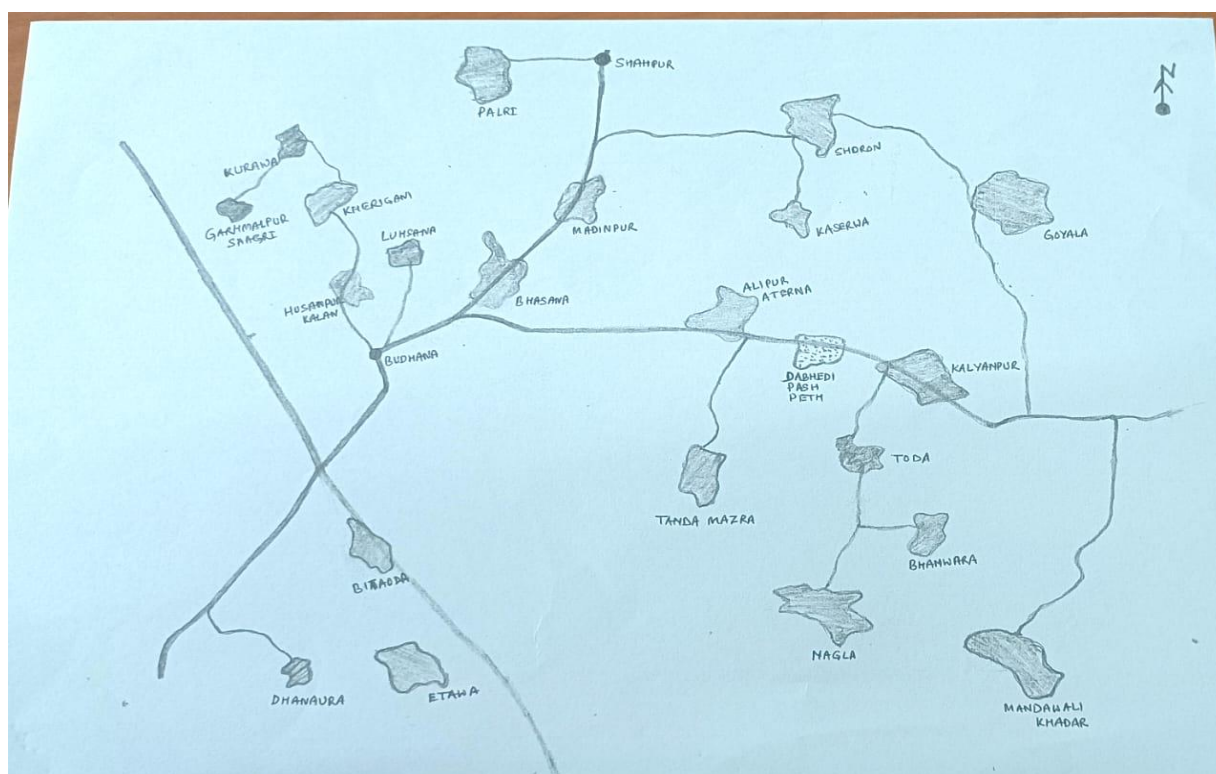 N
SHAHPUR
PALRI
SHORON
KURAWA
KHERIGANI
GARHMALPUR
SAAGRI
LUHSANA
MADINPUR
KASERWA
GOYALA
HUSAINPUR
KALAN
BHASANA
ALIPUR
ATERNA
BUDHANA
DABHEDI
PASH
PETH
KALYANPUR
TODA
TANDA MAZRA
BHANWARA
BITAODA
NAGLA
DHANAURA
ETAWA
MANDAWALI
KHADAR